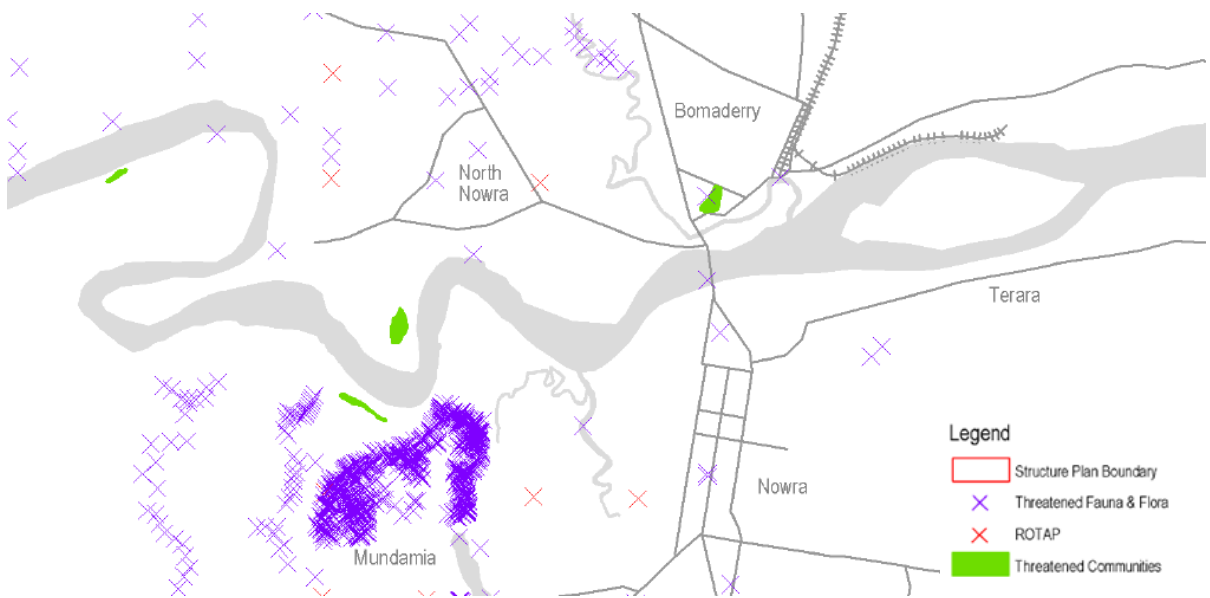 Bomaderry
North
Nowra
Terara
Nowra
Mundamia
Legend
Structure Plan Boundary
Threatened Fauna & Flora
ROTAP
Threatened Communities